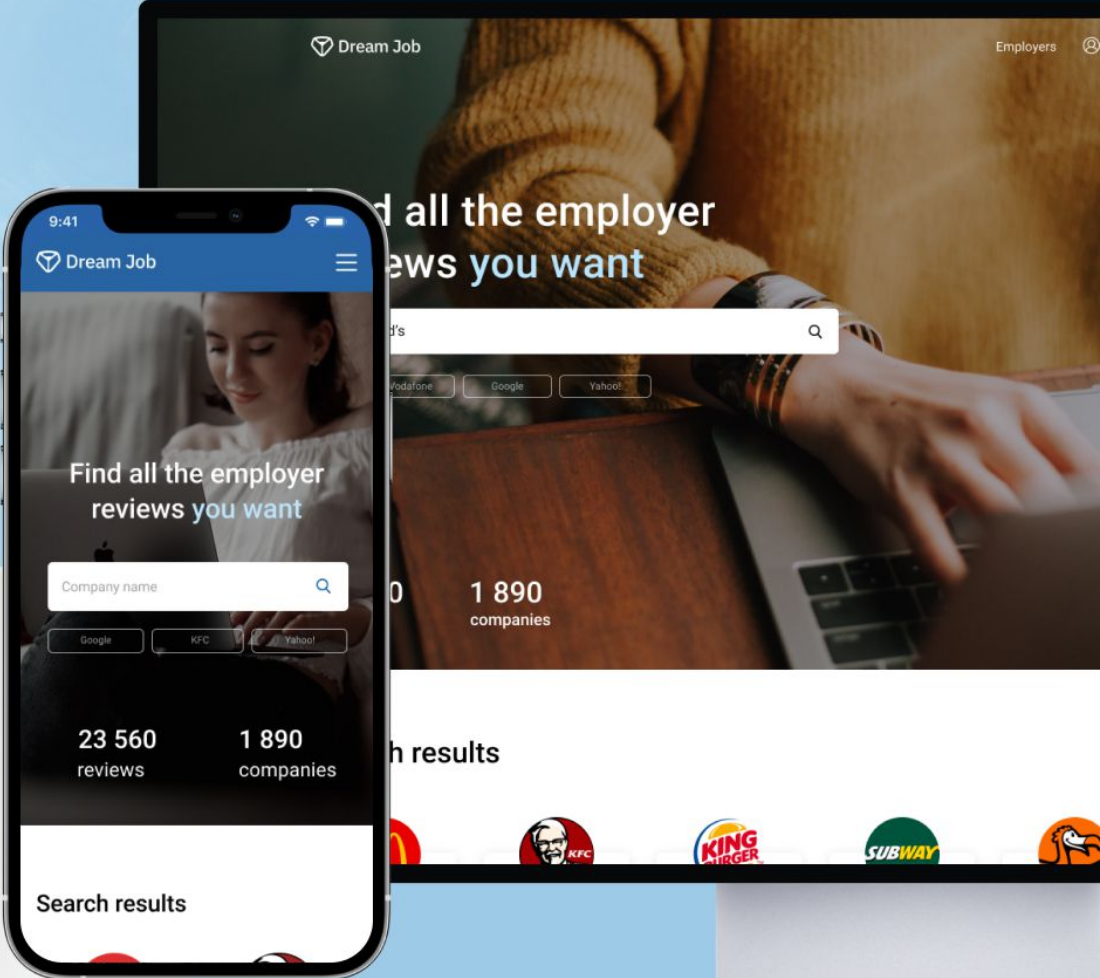 Dream Job
Employers
d all the employer
ews you want
d's
Vodafone
Google
Yahoo!
0
1 890
companies
h results
KFC
KING
BURGER
SUBWAY
9:41
Dream Job
Find all the employer
reviews you want
Company name
Google
KFC
Yahoo!
23 560
reviews
1 890
companies
Search results